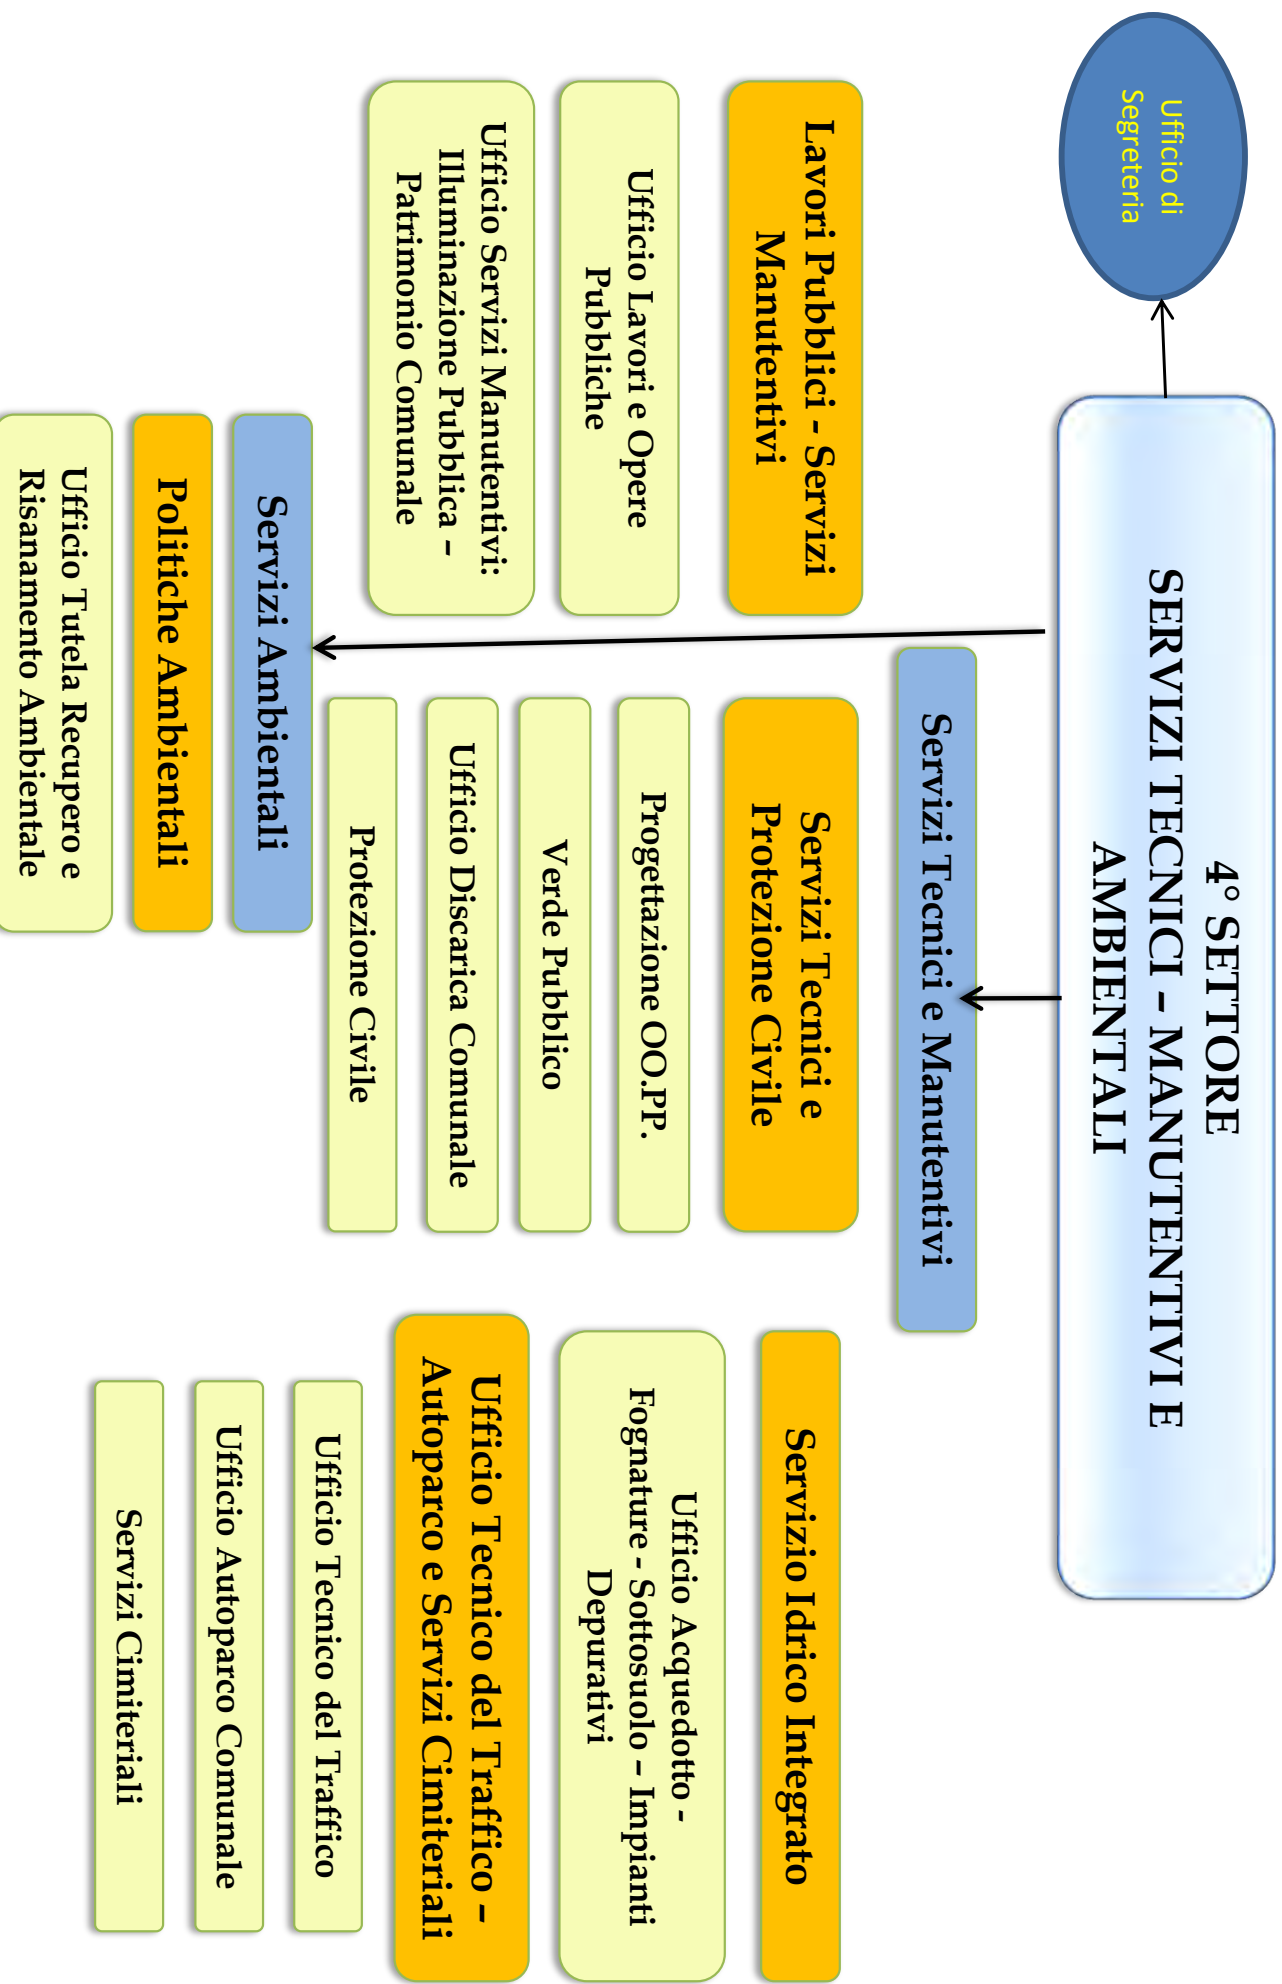 4° SETTORE
SERVIZI TECNICI – MANUTENTIVI E
AMBIENTALI
Ufficio di
Segreteria
Servizi Tecnici e Manutentivi
Lavori Pubblici - Servizi
Manutentivi
Ufficio Lavori e Opere
Pubbliche
Ufficio Servizi Manutentivi:
Illuminazione Pubblica –
Patrimonio Comunale
Servizi Tecnici e
Protezione Civile
Progettazione OO.PP.
Verde Pubblico
Ufficio Discarica Comunale
Protezione Civile
Servizio Idrico Integrato
Ufficio Acquedotto -
Fognature - Sottosuolo – Impianti
Depurativi
Ufficio Tecnico del Traffico –
Autoparco e Servizi Cimiteriali
Ufficio Tecnico del Traffico
Ufficio Autoparco Comunale
Servizi Cimiteriali
Servizi Ambientali
Politiche Ambientali
Ufficio Tutela Recupero e
Risanamento Ambientale